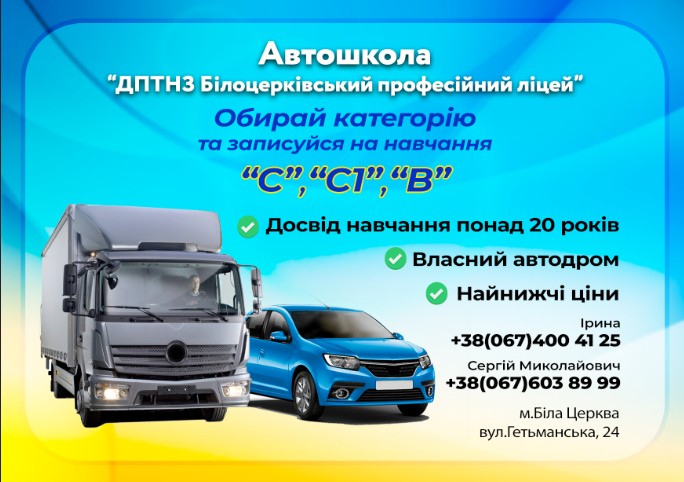 Автошкола
“ДПТНЗ Білоцерківський професійний ліцей”
Обирай категорію
та записуйся на навчання
“C”, “C1”, “B”
Досвід навчання понад 20 років
Власний автодром
Найнижчі ціни
Ірина
+38(067)400 41 25
Сергій Миколайович
+38(067)603 89 99
м.Біла Церква
вул.Гетьманська, 24